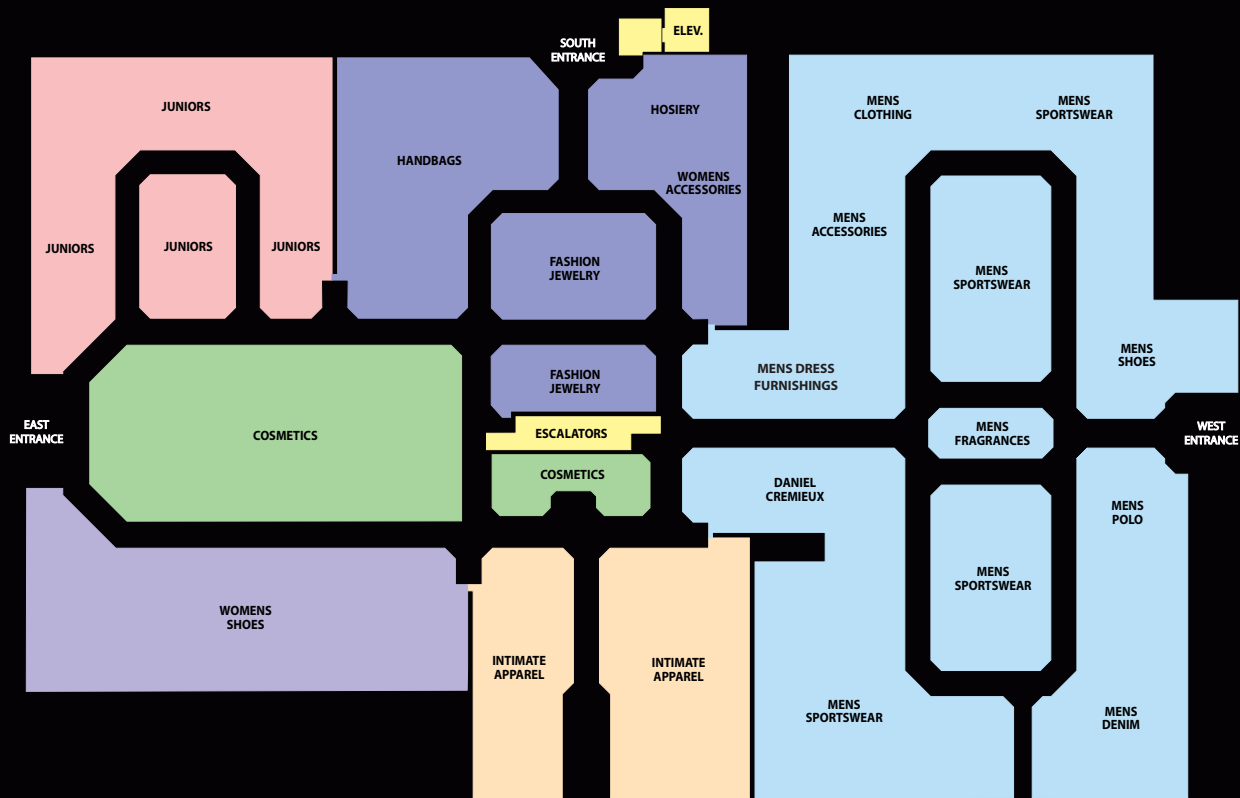 ELEV.
SOUTH
ENTRANCE
JUNIORS
HANDBAGS
HOSIERY
WOMENS
ACCESSORIES
MENS
CLOTHING
MENS
SPORTSWEAR
JUNIORS
JUNIORS
JUNIORS
FASHION
JEWELRY
MENS
ACCESSORIES
MENS
SPORTSWEAR
MENS
SHOES
FASHION
JEWELRY
MENS DRESS
FURNISHINGS
EAST
ENTRANCE
COSMETICS
ESCALATORS
MENS
FRAGRANCES
WEST
ENTRANCE
COSMETICS
DANIEL
CREMIEUX
MENS
POLO
MENS
SPORTSWEAR
WOMENS
SHOES
INTIMATE
APPAREL
INTIMATE
APPAREL
MENS
SPORTSWEAR
MENS
DENIM